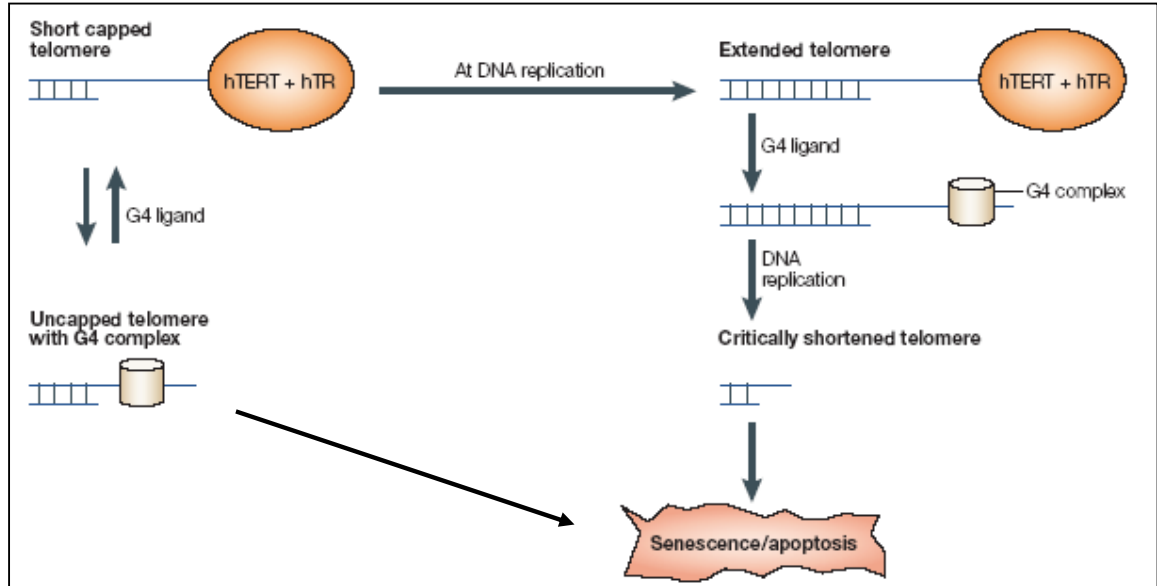 Short capped
telomere
hTERT + hTR
At DNA replication
Extended telomere
hTERT + hTR
G4 ligand
G4 ligand
G4 complex
DNA
replication
Uncapped telomere
with G4 complex
Critically shortened telomere
Senescence/apoptosis